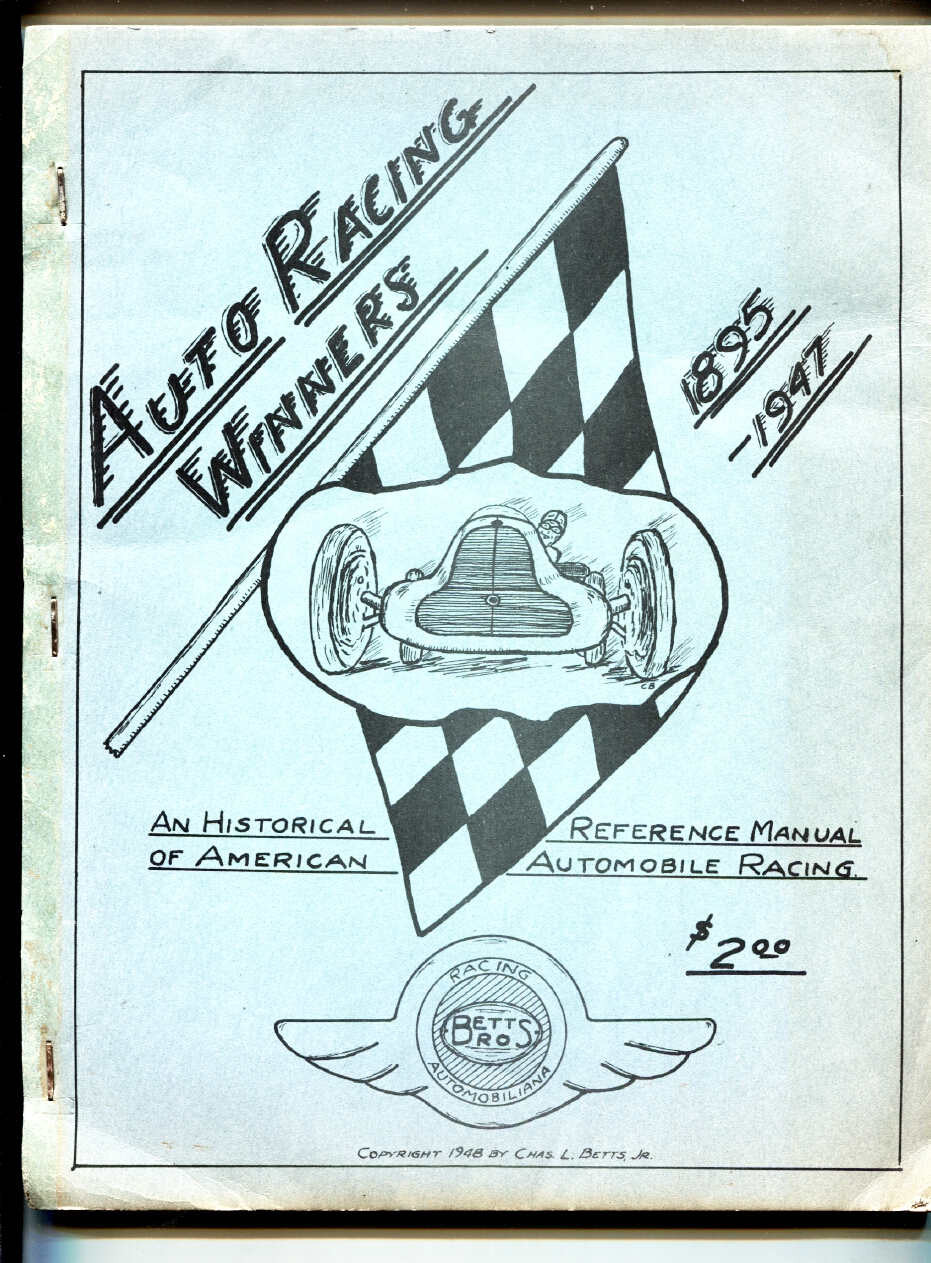 AUTO RACING
WINNERS
1895
-1947
CB
AN HISTORICAL REFERENCE MANUAL
OF AMERICAN AUTOMOBILE RACING.
$2.00
RACING
BETTS
BROS
AUTOMOBILIANA
COPYRIGHT 1948 BY CHAS. L. BETTS, JR.